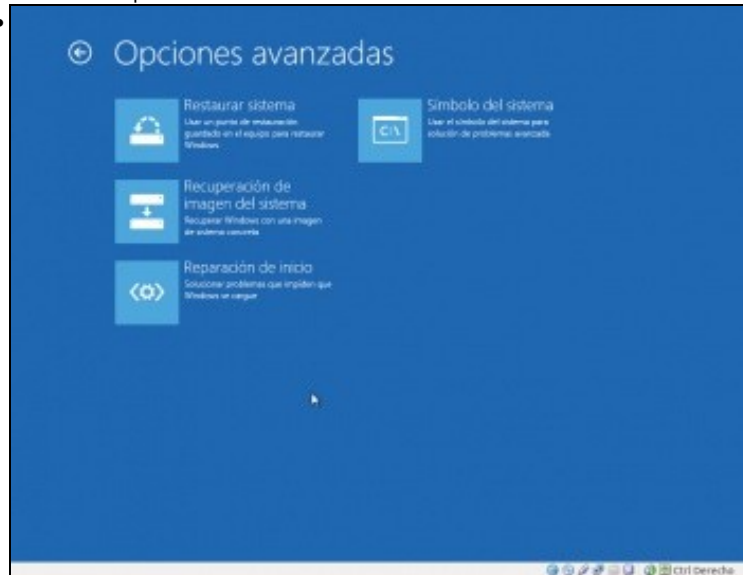 Opciones avanzadas
Restaurar sistema
Usar un punto de restauración
guardado en el equipo para restaurar
Windows
Símbolo del sistema
Usar el símbolo del sistema para
solución de problemas avanzada
C:\
Recuperación de
imagen del sistema
Recuperar Windows con una imagen
de sistema concreta
Reparación de inicio
Solucionar problemas que impiden que
Windows se cargue
Ctrl Derecho